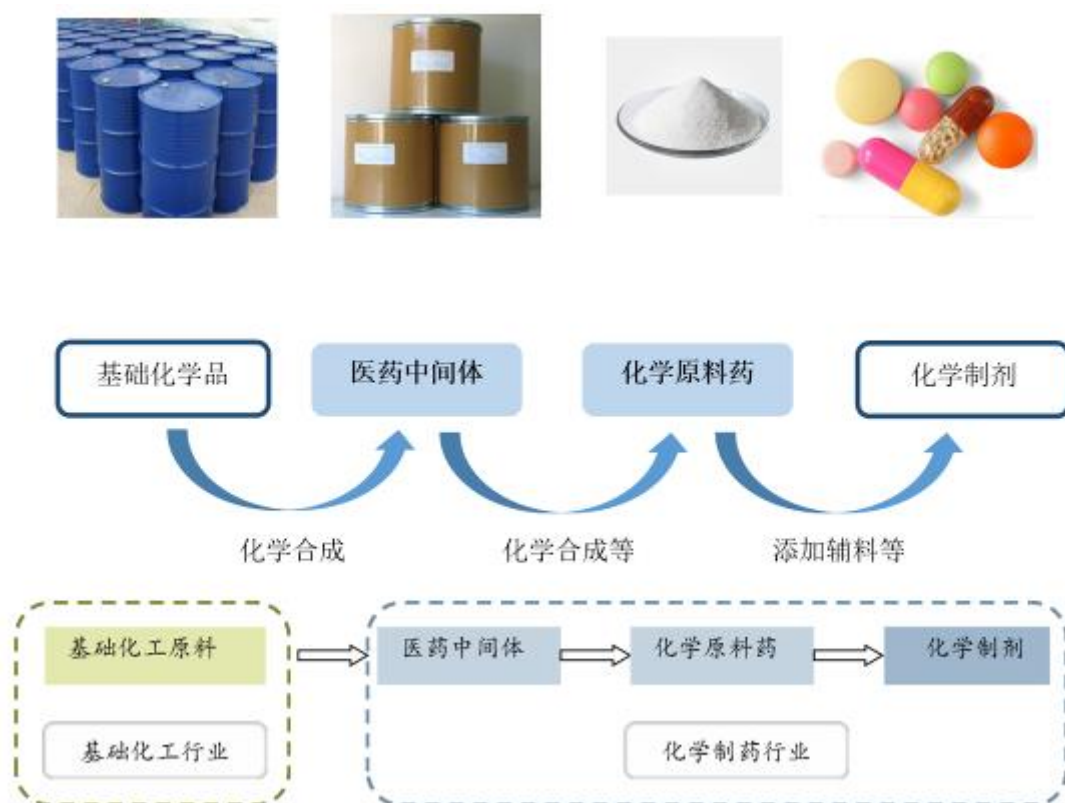 基础化学品
医药中间体
化学原料药
化学制剂
化学合成
化学合成等
添加辅料等
基础化工原料
医药中间体
化学原料药
化学制剂
基础化工行业
化学制药行业